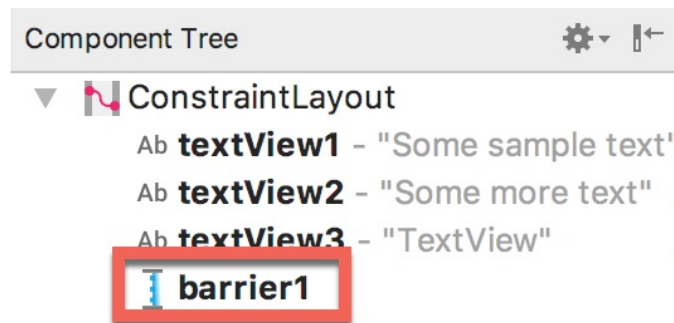 Component Tree
ConstraintLayout
Ab textView1 - "Some sample text"
Ab textView2 - "Some more text"
Ab textView3 - "TextView"
barrier1